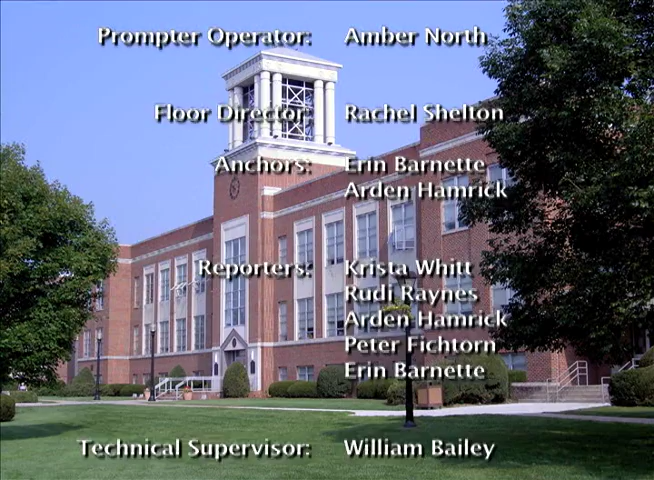 Prompter Operator: Amber North
Floor Director: Rachel Shelton
Anchors: Erin Barnette
Arden Hamrick
Reporters: Krista Whitt
Rudi Raynes
Arden Hamrick
Peter Fichtorn
Erin Barnette
Technical Supervisor: William Bailey